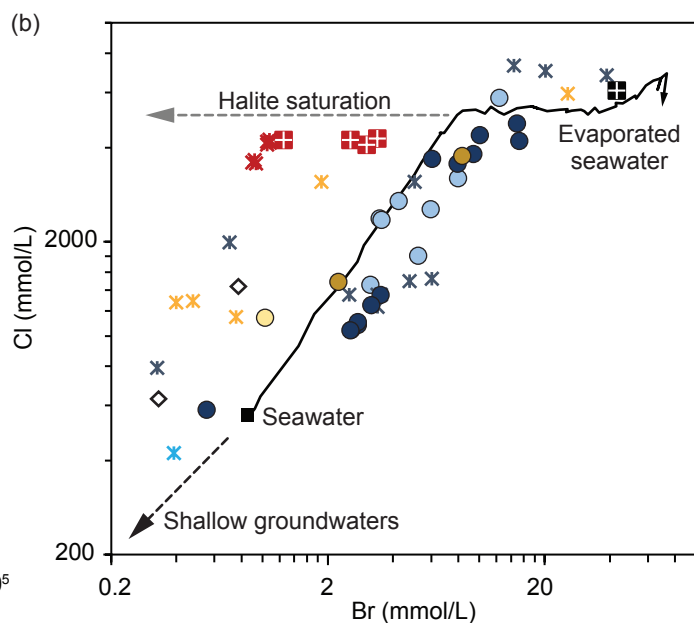 (b)
Halite saturation
Evaporated
seawater
2000
Cl (mmol/L)
Seawater
Shallow groundwaters
200
0.2
2
20
Br (mmol/L)